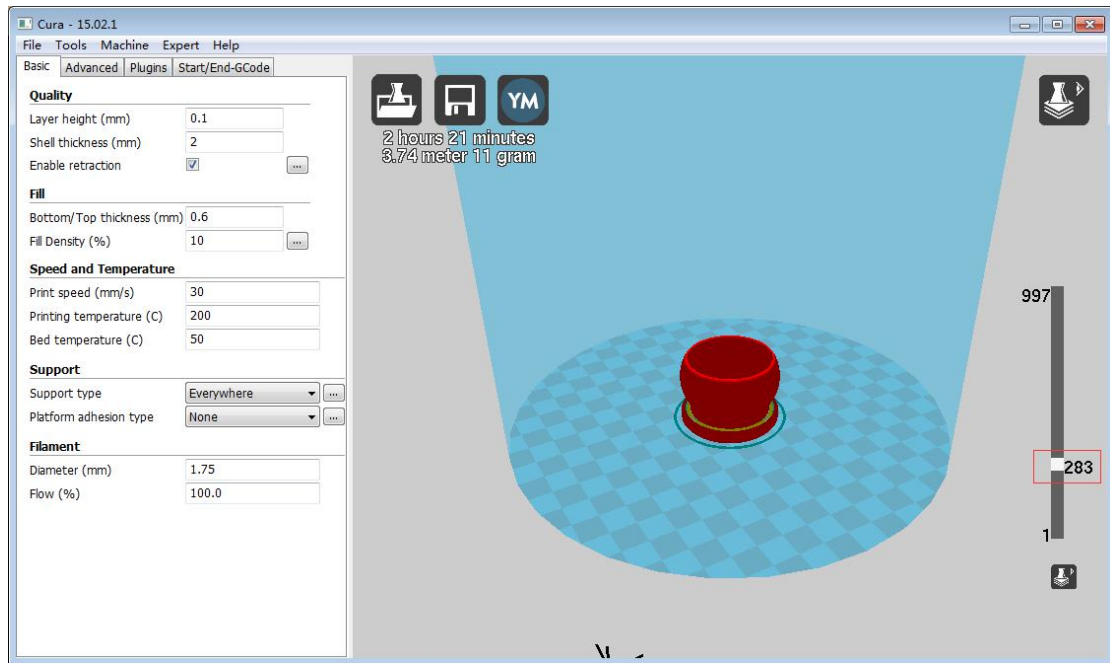 Cura - 15.02.1
File Tools Machine Expert Help
Basic Advanced Plugins Start/End-GCode
Quality
Layer height (mm) 0.1
Shell thickness (mm) 2
Enable retraction ...
Fill
Bottom/Top thickness (mm) 0.6
Fill Density (%) 10 ...
Speed and Temperature
Print speed (mm/s) 30
Printing temperature (C) 200
Bed temperature (C) 50
Support
Support type Everywhere ...
Platform adhesion type None ...
Filament
Diameter (mm) 1.75
Flow (%) 100.0
YM
2 hours 21 minutes
3.74 meter 11 gram
997
283
1